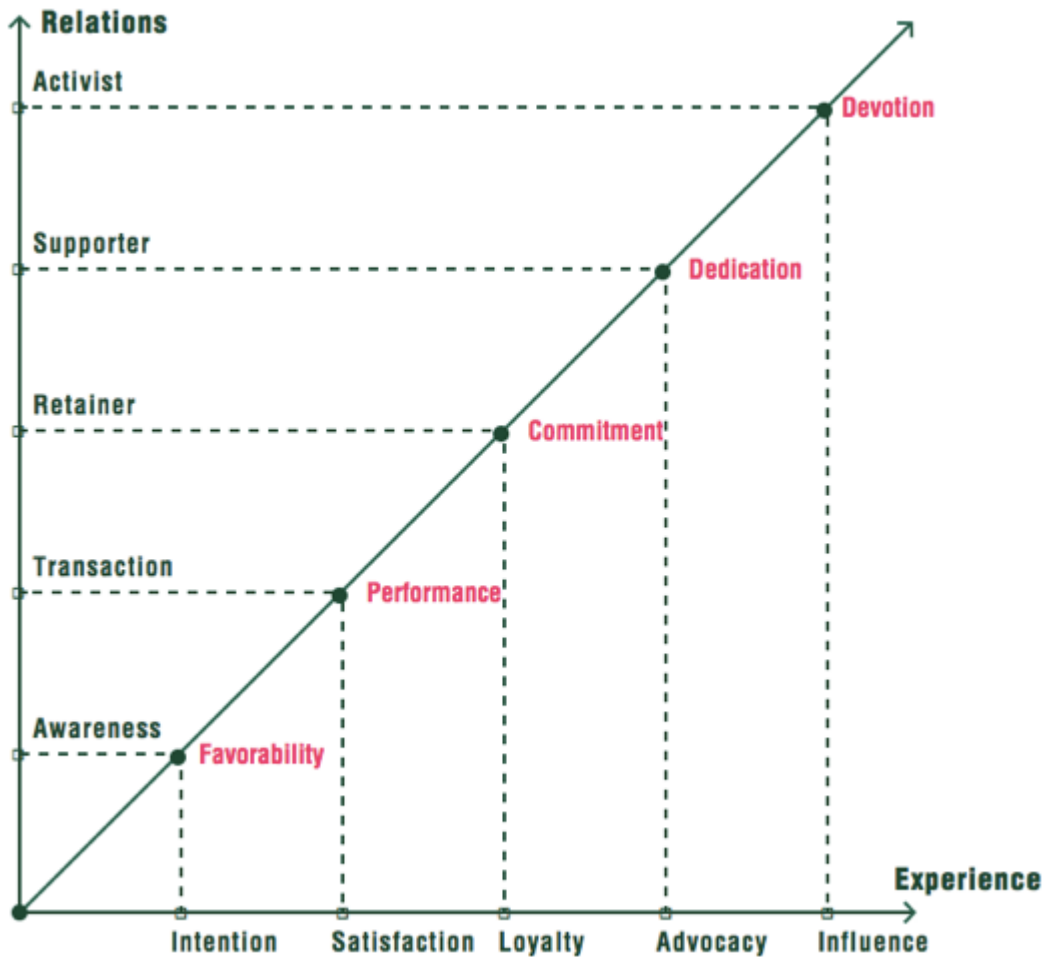 Relations
Activist
Devotion
Supporter
Dedication
Retainer
Commitment
Transaction
Performance
Awareness
Favorability
Experience
Intention Satisfaction Loyalty Advocacy Influence